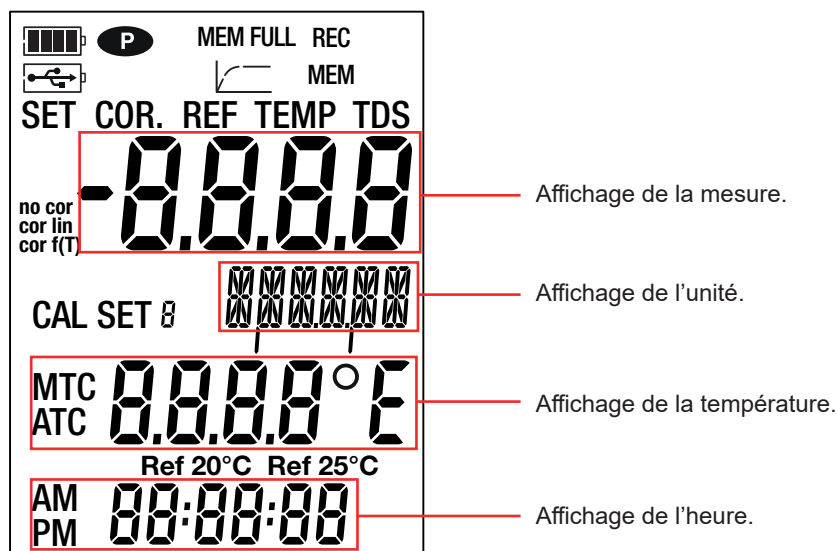 P MEM FULL REC
MEM
SET COR. REF TEMP TDS
-8.8.8.8
Affichage de la mesure.
no cor
cor lin
cor f(T)
Affichage de l’unité.
CAL SET 8
MTC
ATC
8.8.8.8°E
Affichage de la température.
Ref 20°C Ref 25°C
AM
PM
88:88:88
Affichage de l’heure.